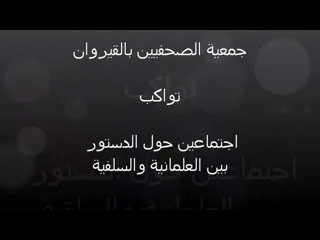 جمعية الصحفيين بالقيروان
تواكب
اجتماعين حول الدستور
بين العلمانية والسلفية